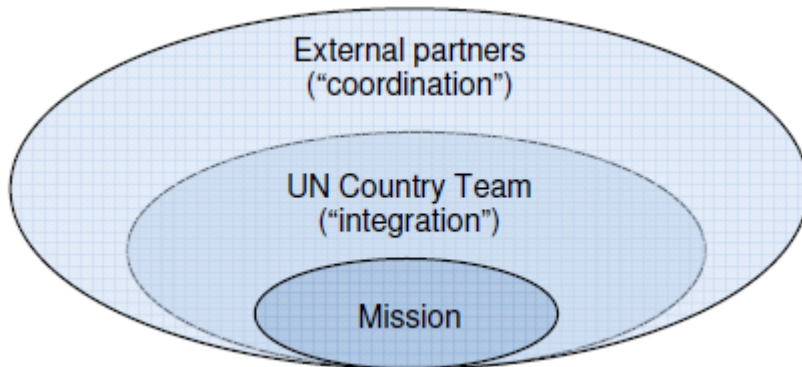 External partners
(“coordination”)
UN Country Team
(“integration”)
Mission